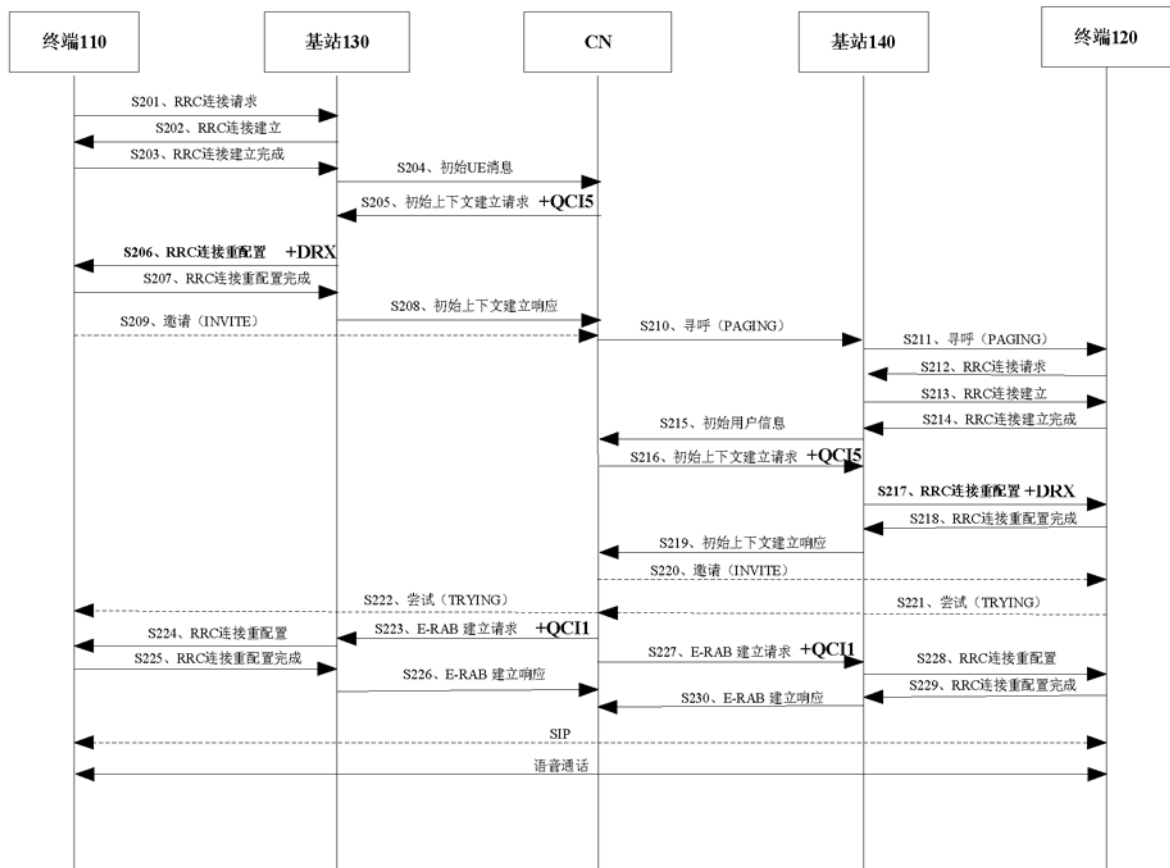 终端110
基站130
CN
基站140
终端120
S201、RRC连接请求
S202、RRC连接建立
S203、RRC连接建立完成
S204、初始UE消息
S205、初始上下文建立请求 +QCI5
S206、RRC连接重配置 +DRX
S207、RRC连接重配置完成
S208、初始上下文建立响应
S209、邀请（INVITE）
S210、寻呼（PAGING）
S211、寻呼（PAGING）
S212、RRC连接请求
S213、RRC连接建立
S214、RRC连接建立完成
S215、初始用户信息
S216、初始上下文建立请求 +QCI5
S217、RRC连接重配置 +DRX
S218、RRC连接重配置完成
S219、初始上下文建立响应
S220、邀请（INVITE）
S221、尝试（TRYING）
S222、尝试（TRYING）
S223、E-RAB 建立请求 +QCI1
S224、RRC连接重配置
S225、RRC连接重配置完成
S226、E-RAB 建立响应
S227、E-RAB 建立请求 +QCI1
S228、RRC连接重配置
S229、RRC连接重配置完成
S230、E-RAB 建立响应
SIP
语音通话